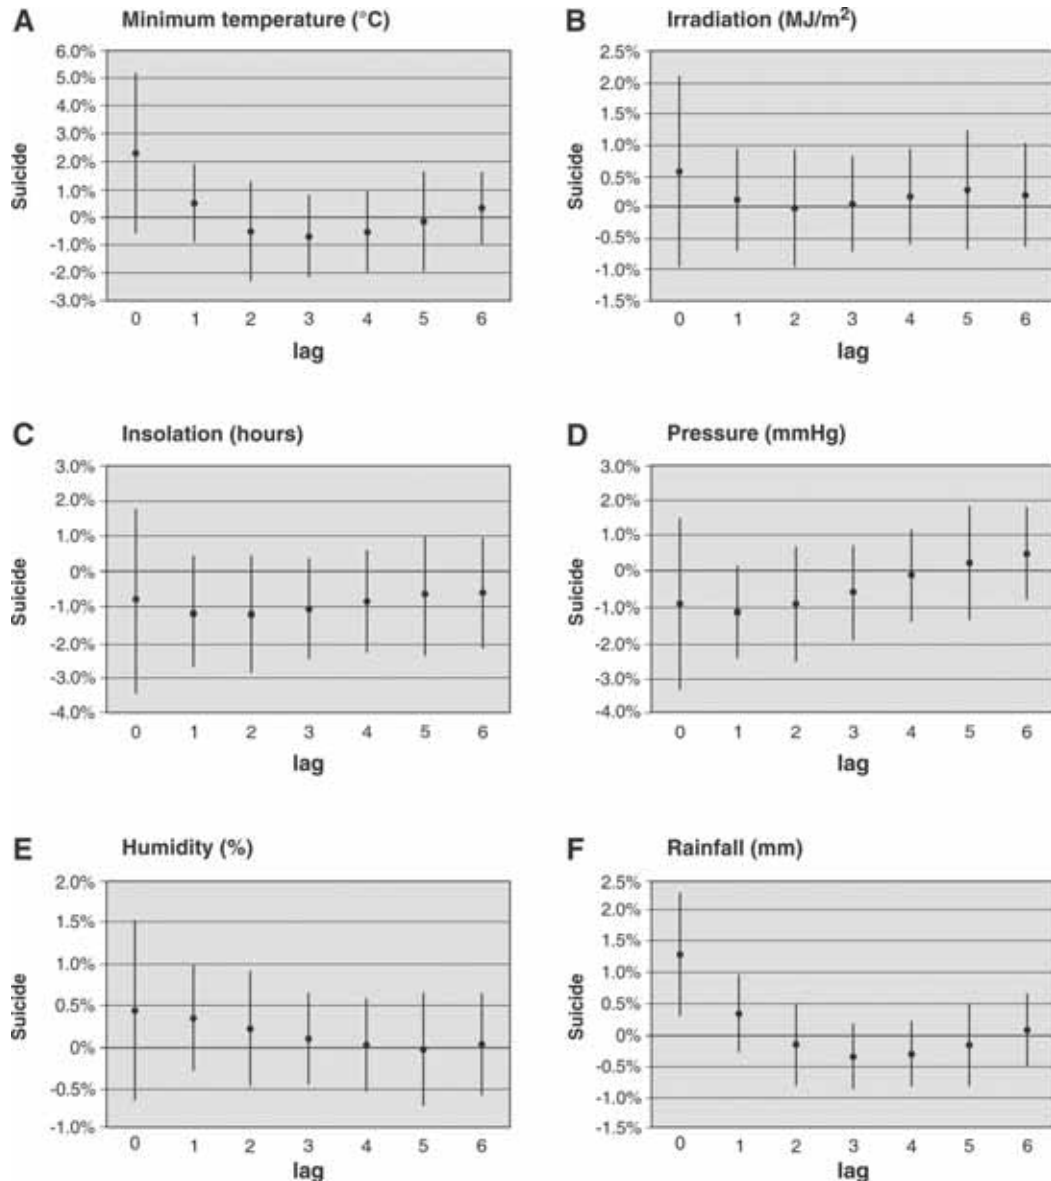 A Minimum temperature (°C)
6.0%
5.0%
4.0%
3.0%
2.0%
1.0%
0%
-1.0%
-2.0%
-3.0%
Suicide
0 1 2 3 4 5 6
lag
B Irradiation (MJ/m²)
2.5%
2.0%
1.5%
1.0%
0.5%
0%
-0.5%
-1.0%
-1.5%
Suicide
0 1 2 3 4 5 6
lag
C Insolation (hours)
3.0%
2.0%
1.0%
0%
-1.0%
-2.0%
-3.0%
-4.0%
Suicide
0 1 2 3 4 5 6
lag
D Pressure (mmHg)
3.0%
2.0%
1.0%
0%
-1.0%
-2.0%
-3.0%
-4.0%
Suicide
0 1 2 3 4 5 6
lag
E Humidity (%)
2.0%
1.5%
1.0%
0.5%
0%
-0.5%
-1.0%
Suicide
0 1 2 3 4 5 6
lag
F Rainfall (mm)
2.5%
2.0%
1.5%
1.0%
0.5%
0%
-0.5%
-1.0%
-1.5%
Suicide
0 1 2 3 4 5 6
lag